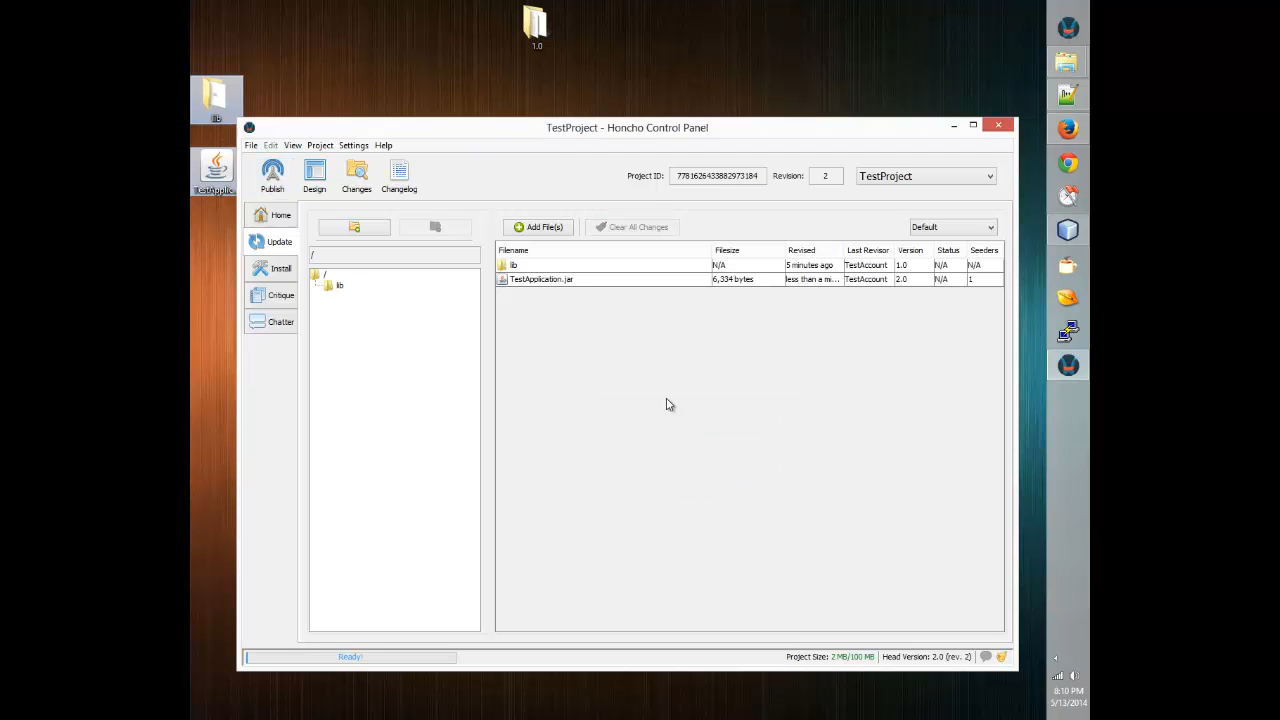 1.0
lib
TestApplic...
TestProject - Honcho Control Panel
File Edit View Project Settings Help
Publish Design Changes Changelog
Project ID: 7781626433882973184 Revision: 2 TestProject
Home
Update
Install
Critique
Chatter
/
/
lib
Add File(s) Clear All Changes Default
Filename Filesize Revised Last Revisor Version Status Seeders
lib N/A 5 minutes ago TestAccount 1.0 N/A N/A
TestApplication.jar 6,334 bytes less than a mi... TestAccount 2.0 N/A 1
Ready! Project Size: 2 MB/100 MB Head Version: 2.0 (rev. 2)
8:10 PM
5/13/2014